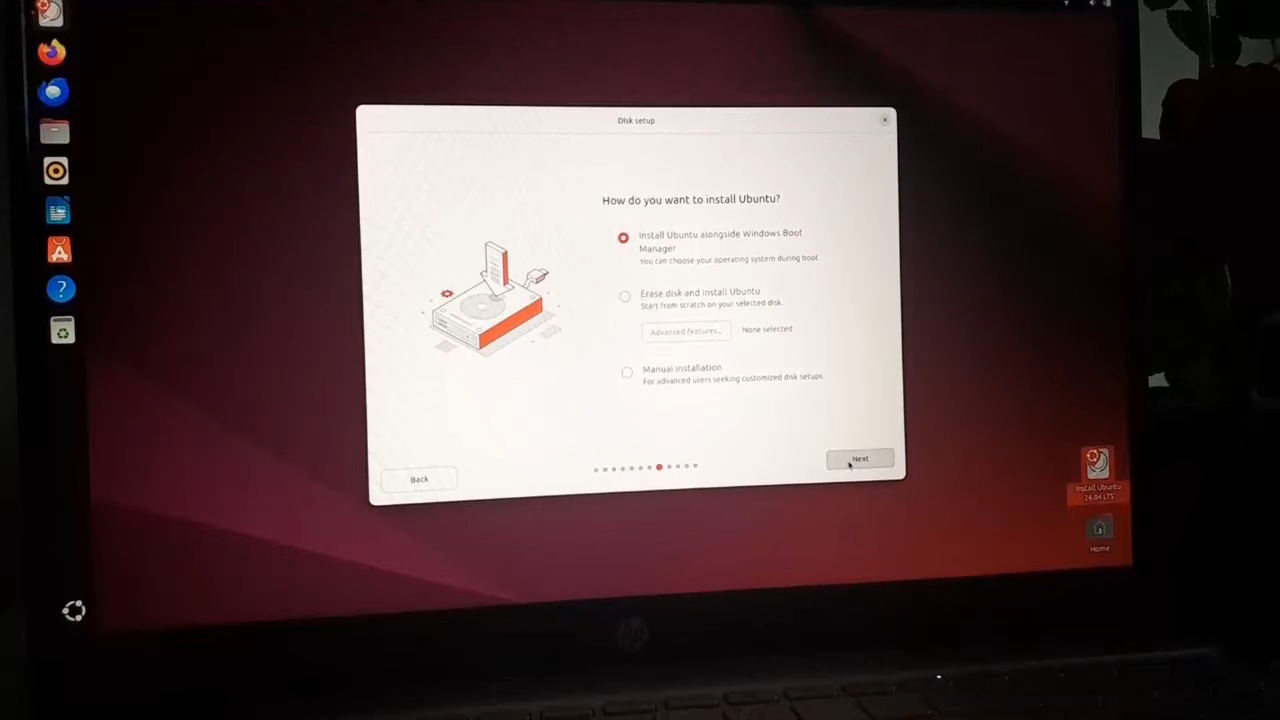 Disk setup
How do you want to install Ubuntu?
Install Ubuntu alongside Windows Boot
Manager
You can choose your operating system during boot.
Erase disk and install Ubuntu
Start from scratch on your selected disk.
Advanced features... None selected
Manual installation
For advanced users seeking customized disk setups.
Back
Next
Install Ubuntu
24.04 LTS
Home
hp